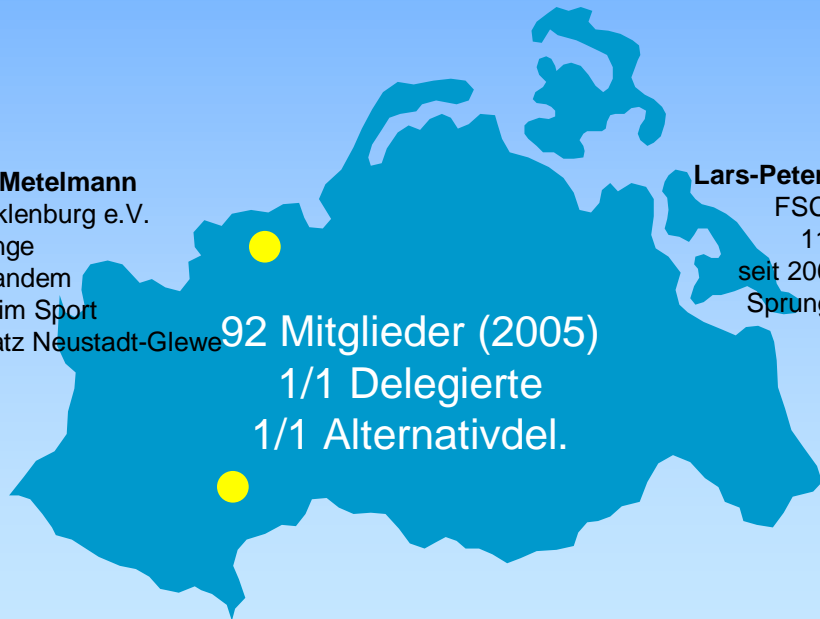 Metelmann
klenburg e.V.
nge
andem
im Sport
atz Neustadt-Glewe
92 Mitglieder (2005)
1/1 Delegierte
1/1 Alternativdel.
Lars-Peter
FSC
11
seit 200
Sprung